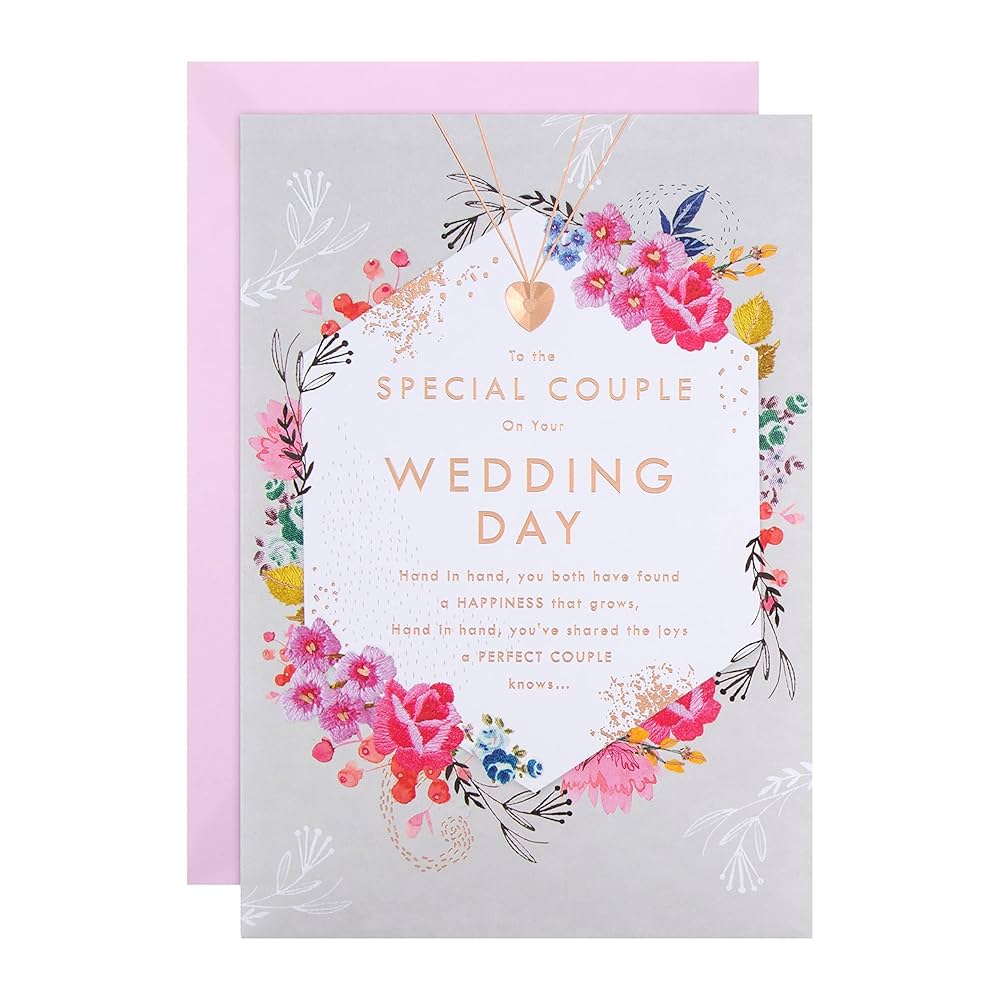 To the
SPECIAL COUPLE
On Your
WEDDING
DAY
Hand in hand, you both have found
a HAPPINESS that grows,
Hand in hand, you've shared the joys
a PERFECT COUPLE
knows...